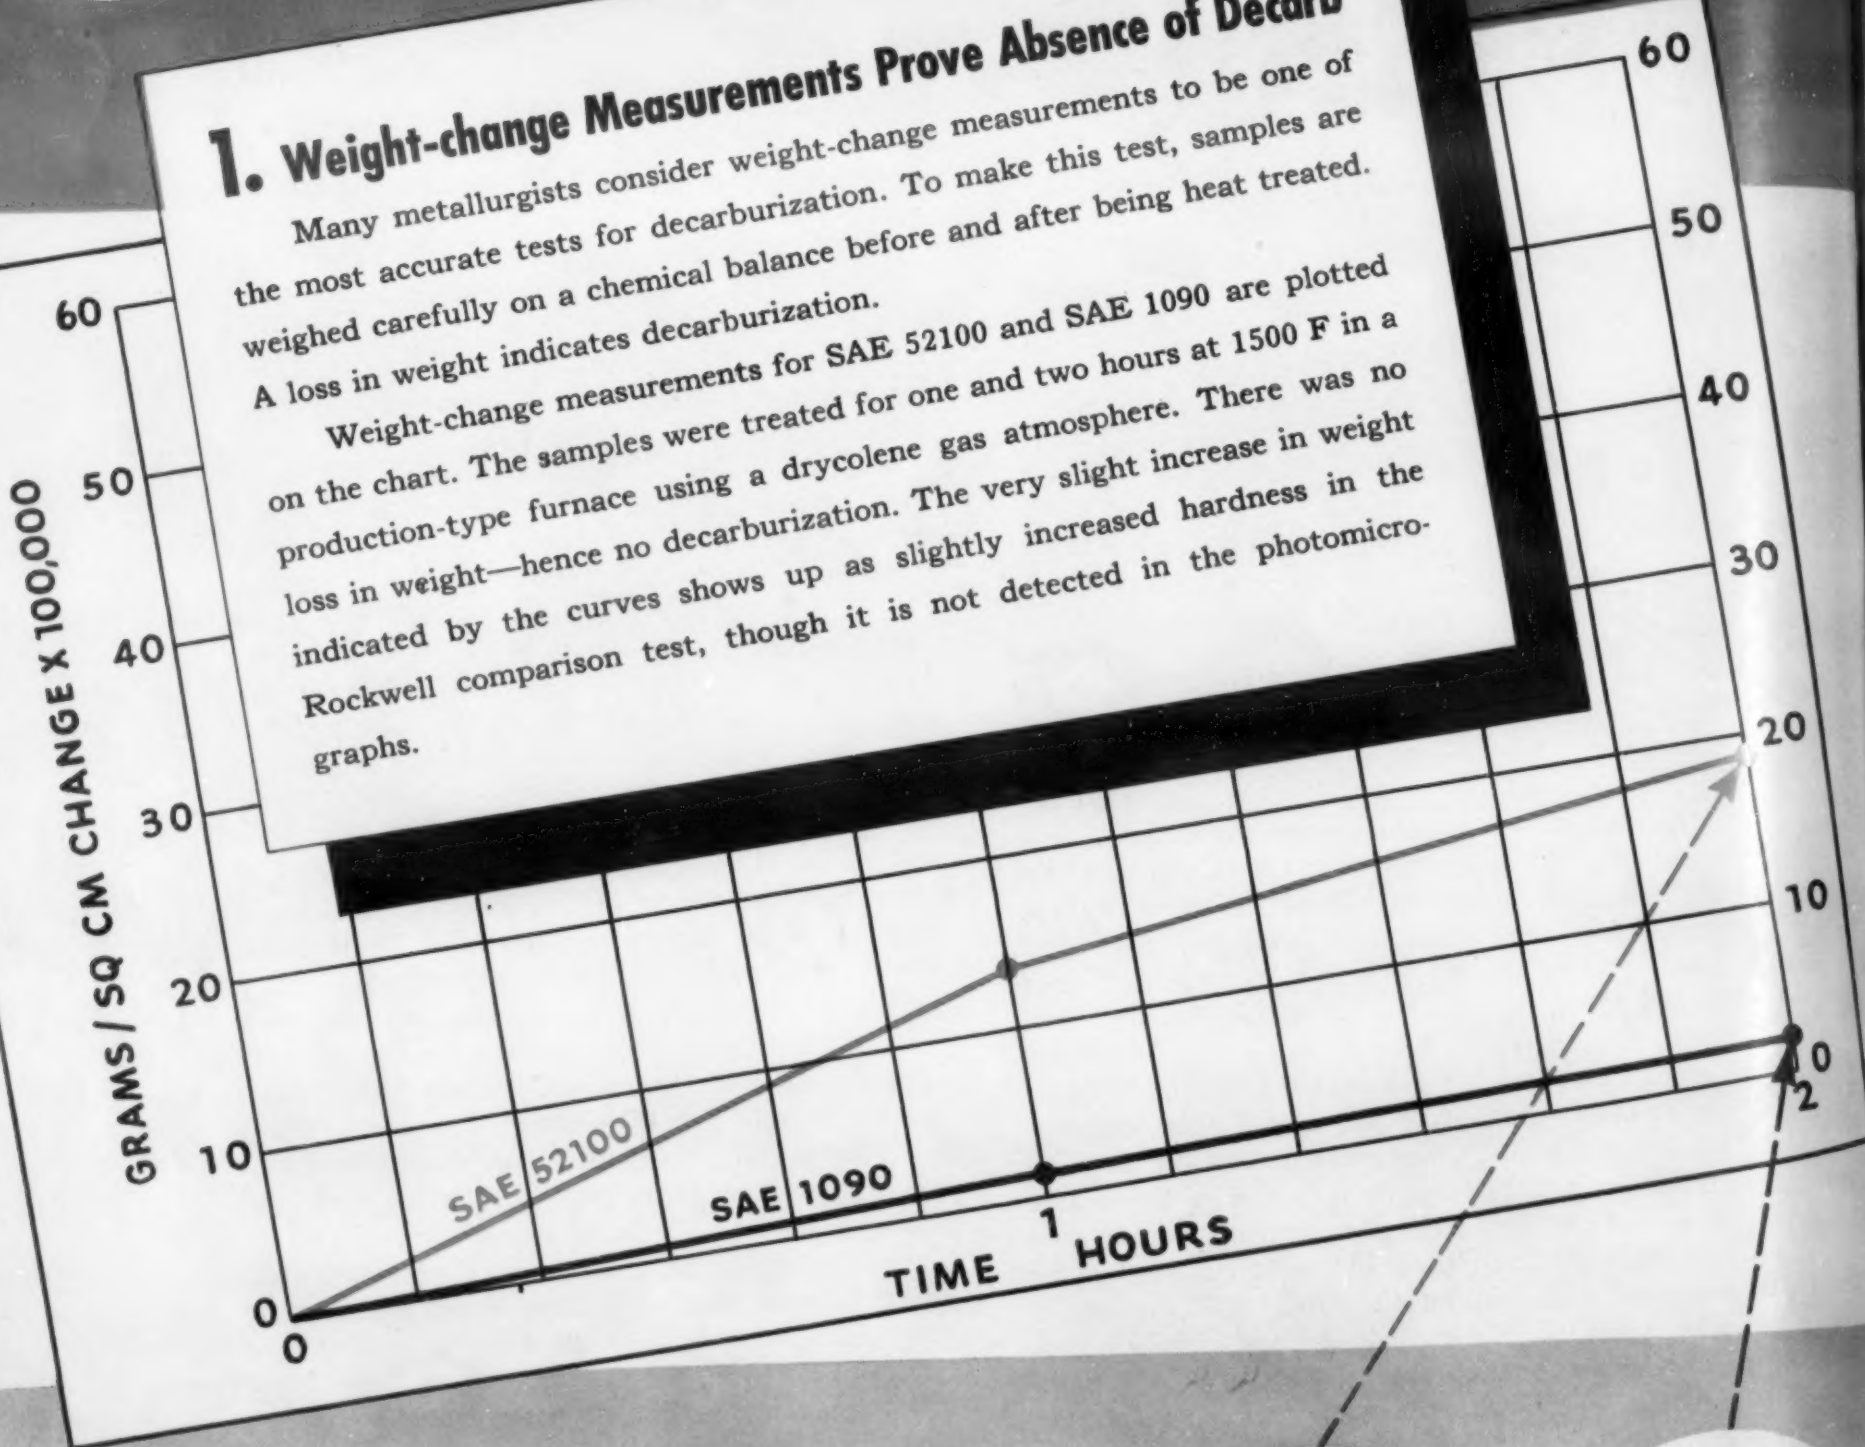 1. Weight-change Measurements Prove Absence of Decarb
Many metallurgists consider weight-change measurements to be one of
the most accurate tests for decarburization. To make this test, samples are
weighed carefully on a chemical balance before and after being heat treated.
A loss in weight indicates decarburization.
Weight-change measurements for SAE 52100 and SAE 1090 are plotted
on the chart. The samples were treated for one and two hours at 1500 F in a
production-type furnace using a drycolene gas atmosphere. There was no
loss in weight—hence no decarburization. The very slight increase in weight
indicated by the curves shows up as slightly increased hardness in the
Rockwell comparison test, though it is not detected in the photomicro-
graphs.
GRAMS/SQ CM CHANGE X 100,000
60
50
40
30
20
10
0
60
50
40
30
20
10
0
SAE 52100
SAE 1090
0
1
2
TIME HOURS